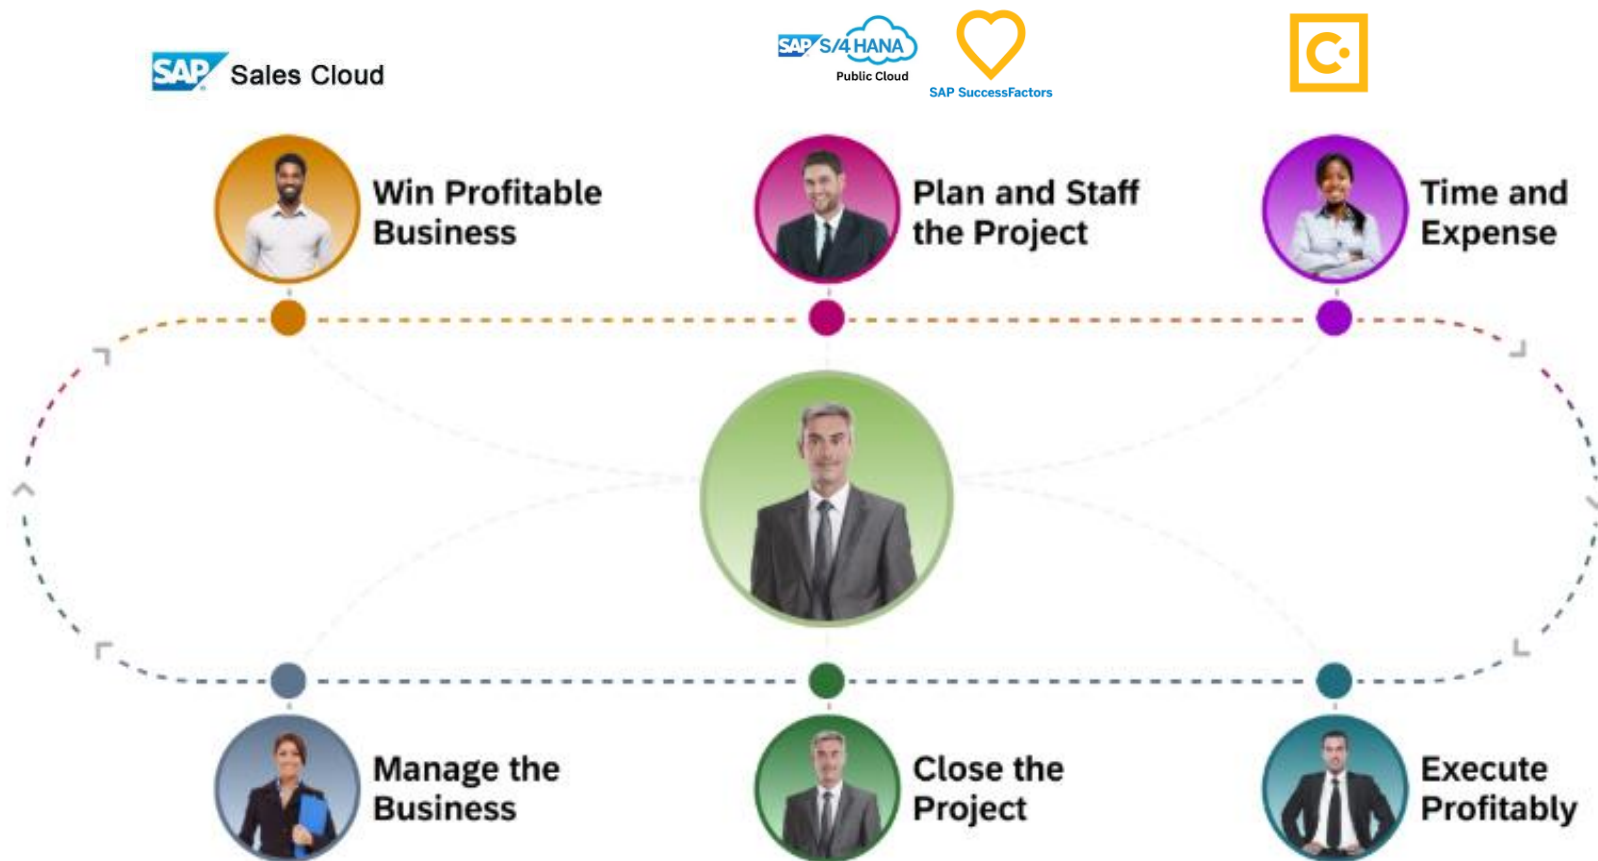 SAP Sales Cloud
SAP S/4HANA
Public Cloud
SAP SuccessFactors
C
Win Profitable
Business
Plan and Staff
the Project
Time and
Expense
Manage the
Business
Close the
Project
Execute
Profitably